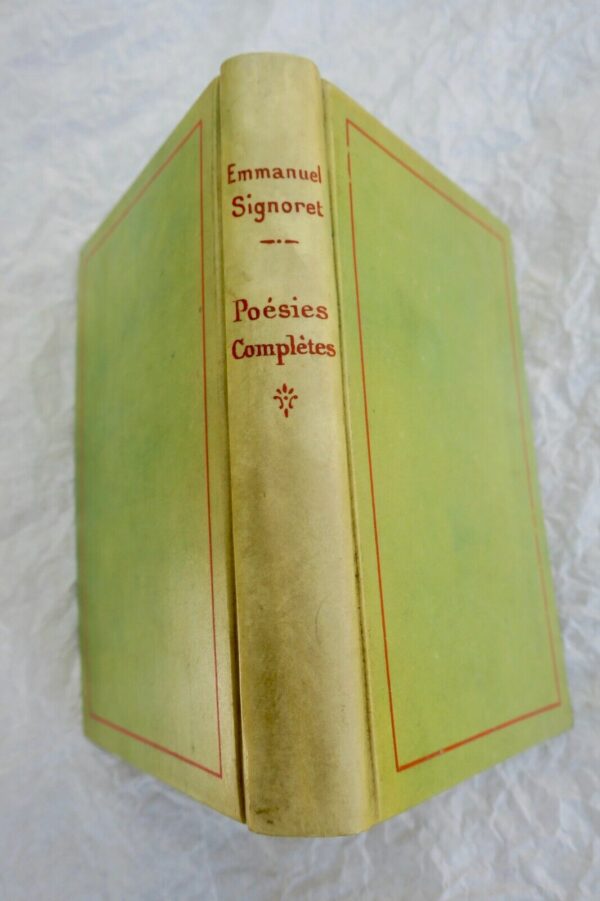 Emmanuel
Signoret
Poésies
Complètes